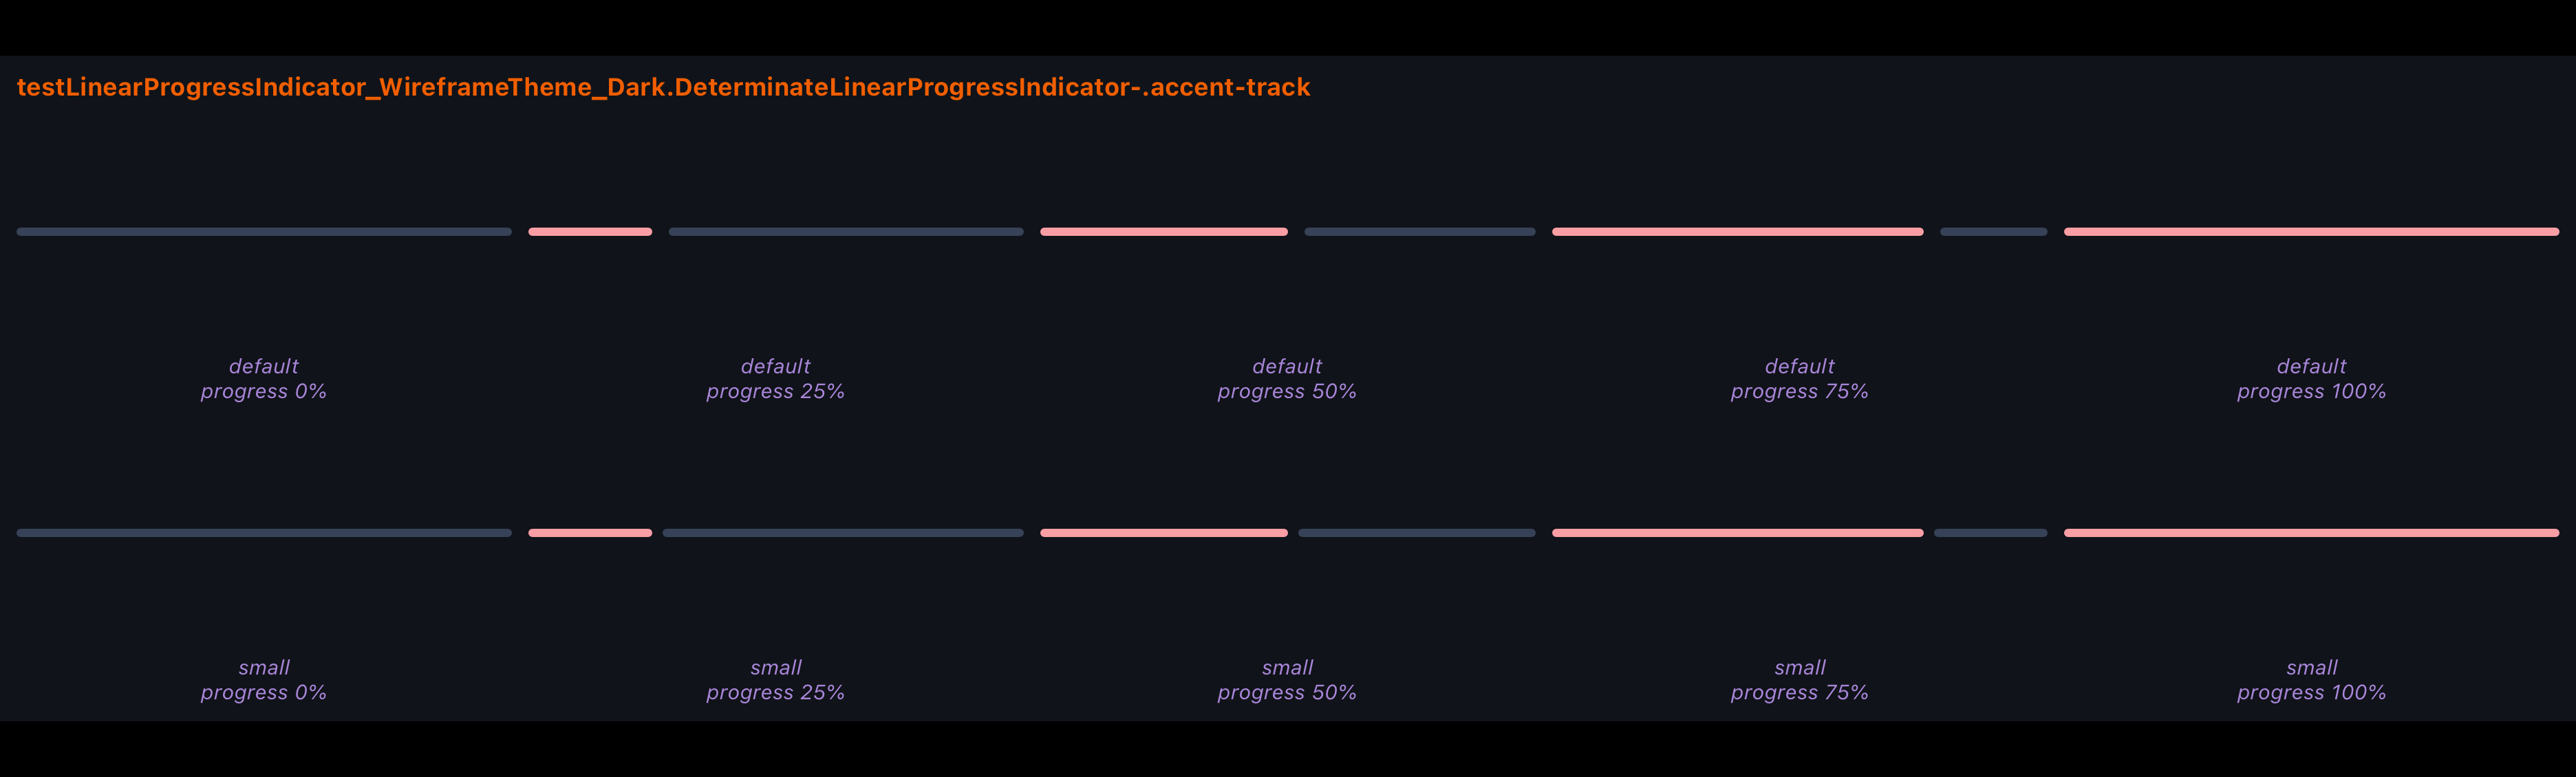 testLinearProgressIndicator_WireframeTheme_Dark.DeterminateLinearProgressIndicator-.accent-track
default
progress 0%
default
progress 25%
default
progress 50%
default
progress 75%
default
progress 100%
small
progress 0%
small
progress 25%
small
progress 50%
small
progress 75%
small
progress 100%